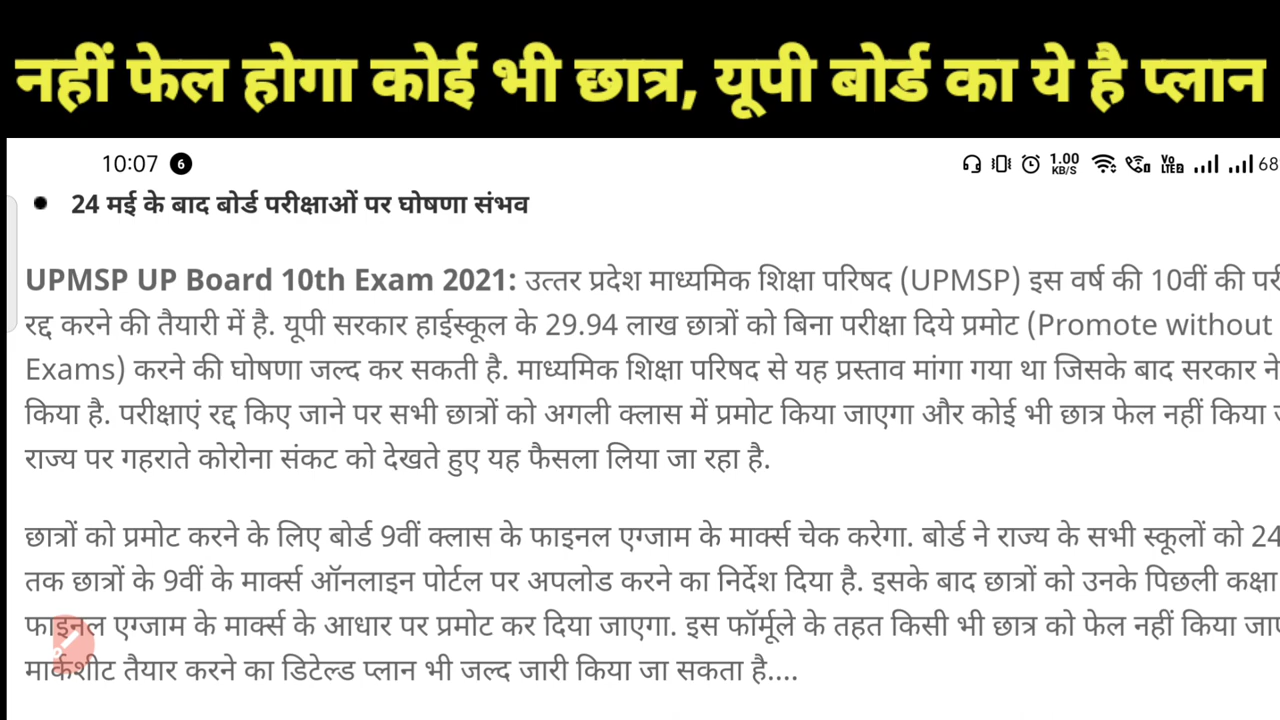 नहीं फेल होगा कोई भी छात्र, यूपी बोर्ड का ये है प्लान
10:07 6 1.00 KB/S Vo LTE2 68
● 24 मई के बाद बोर्ड परीक्षाओं पर घोषणा संभव
UPMSP UP Board 10th Exam 2021: उत्तर प्रदेश माध्यमिक शिक्षा परिषद (UPMSP) इस वर्ष की 10वीं की
रद्द करने की तैयारी में है. यूपी सरकार हाईस्कूल के 29.94 लाख छात्रों को बिना परीक्षा दिये प्रमोट (Promote without
Exams) करने की घोषणा जल्द कर सकती है. माध्यमिक शिक्षा परिषद से यह प्रस्ताव मांगा गया था जिसके बाद सरकार ने
किया है. परीक्षाएं रद्द किए जाने पर सभी छात्रों को अगली क्लास में प्रमोट किया जाएगा और कोई भी छात्र फेल नहीं किया
राज्य पर गहराते कोरोना संकट को देखते हुए यह फैसला लिया जा रहा है.
छात्रों को प्रमोट करने के लिए बोर्ड 9वीं क्लास के फाइनल एग्जाम के मार्क्स चेक करेगा. बोर्ड ने राज्य के सभी स्कूलों को 24
तक छात्रों के 9वीं के मार्क्स ऑनलाइन पोर्टल पर अपलोड करने का निर्देश दिया है. इसके बाद छात्रों को उनके पिछली कक्षा
फाइनल एग्जाम के मार्क्स के आधार पर प्रमोट कर दिया जाएगा. इस फॉर्मूले के तहत किसी भी छात्र को फेल नहीं किया
मार्कशीट तैयार करने का डिटेल्ड प्लान भी जल्द जारी किया जा सकता है....